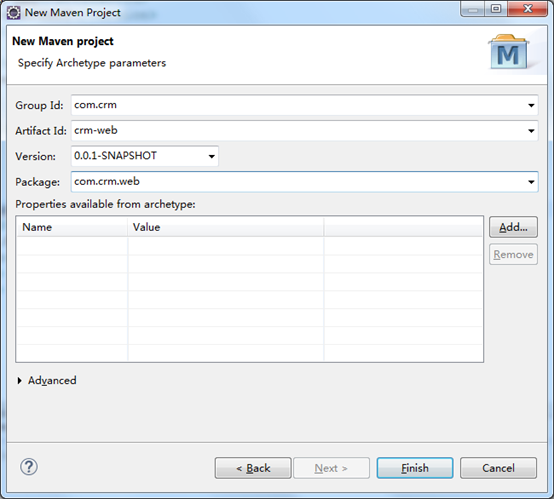 New Maven Project
New Maven project
Specify Archetype parameters
M
Group Id: com.crm
Artifact Id: crm-web
Version: 0.0.1-SNAPSHOT
Package: com.crm.web
Properties available from archetype:
Name Value
Add...
Remove
Advanced
? < Back Next > Finish Cancel